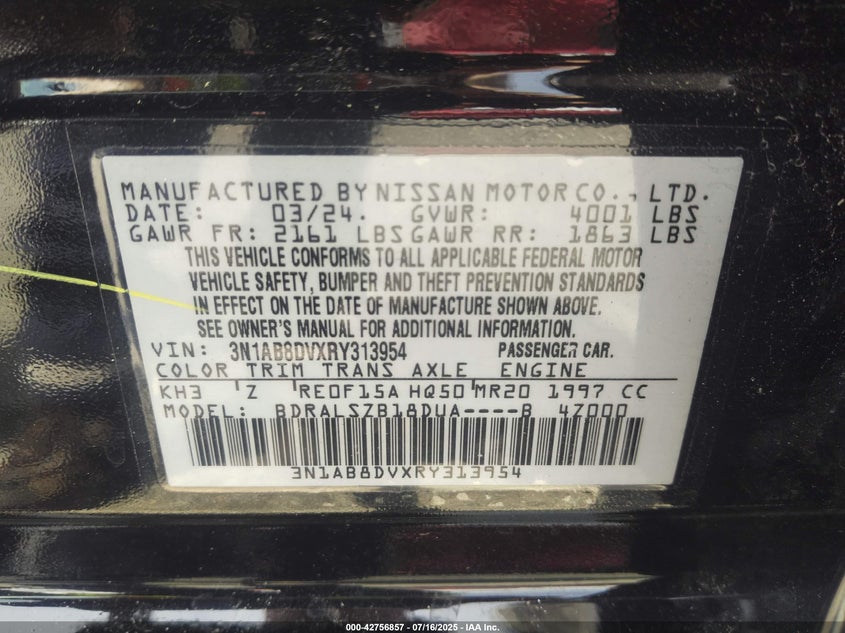 MANUFACTURED BY NISSAN MOTOR CO., LTD.
DATE: 03/24. GVWR: 4001 LBS
GAWR FR: 2161 LBS GAWR RR: 1863 LBS
THIS VEHICLE CONFORMS TO ALL APPLICABLE FEDERAL MOTOR
VEHICLE SAFETY, BUMPER AND THEFT PREVENTION STANDARDS
IN EFFECT ON THE DATE OF MANUFACTURE SHOWN ABOVE.
SEE OWNER'S MANUAL FOR ADDITIONAL INFORMATION.
VIN: 3N1AB8DVXRY313954 PASSENGER CAR.
COLOR TRIM TRANS AXLE ENGINE
KH3 Z RE0F15A HQ50 MR20 1997 CC
MODEL: BDRALSZB18DUA----B 4Z000
3N1AB8DVXRY313954
000-42756857 - 07/16/2025 - IAA Inc.